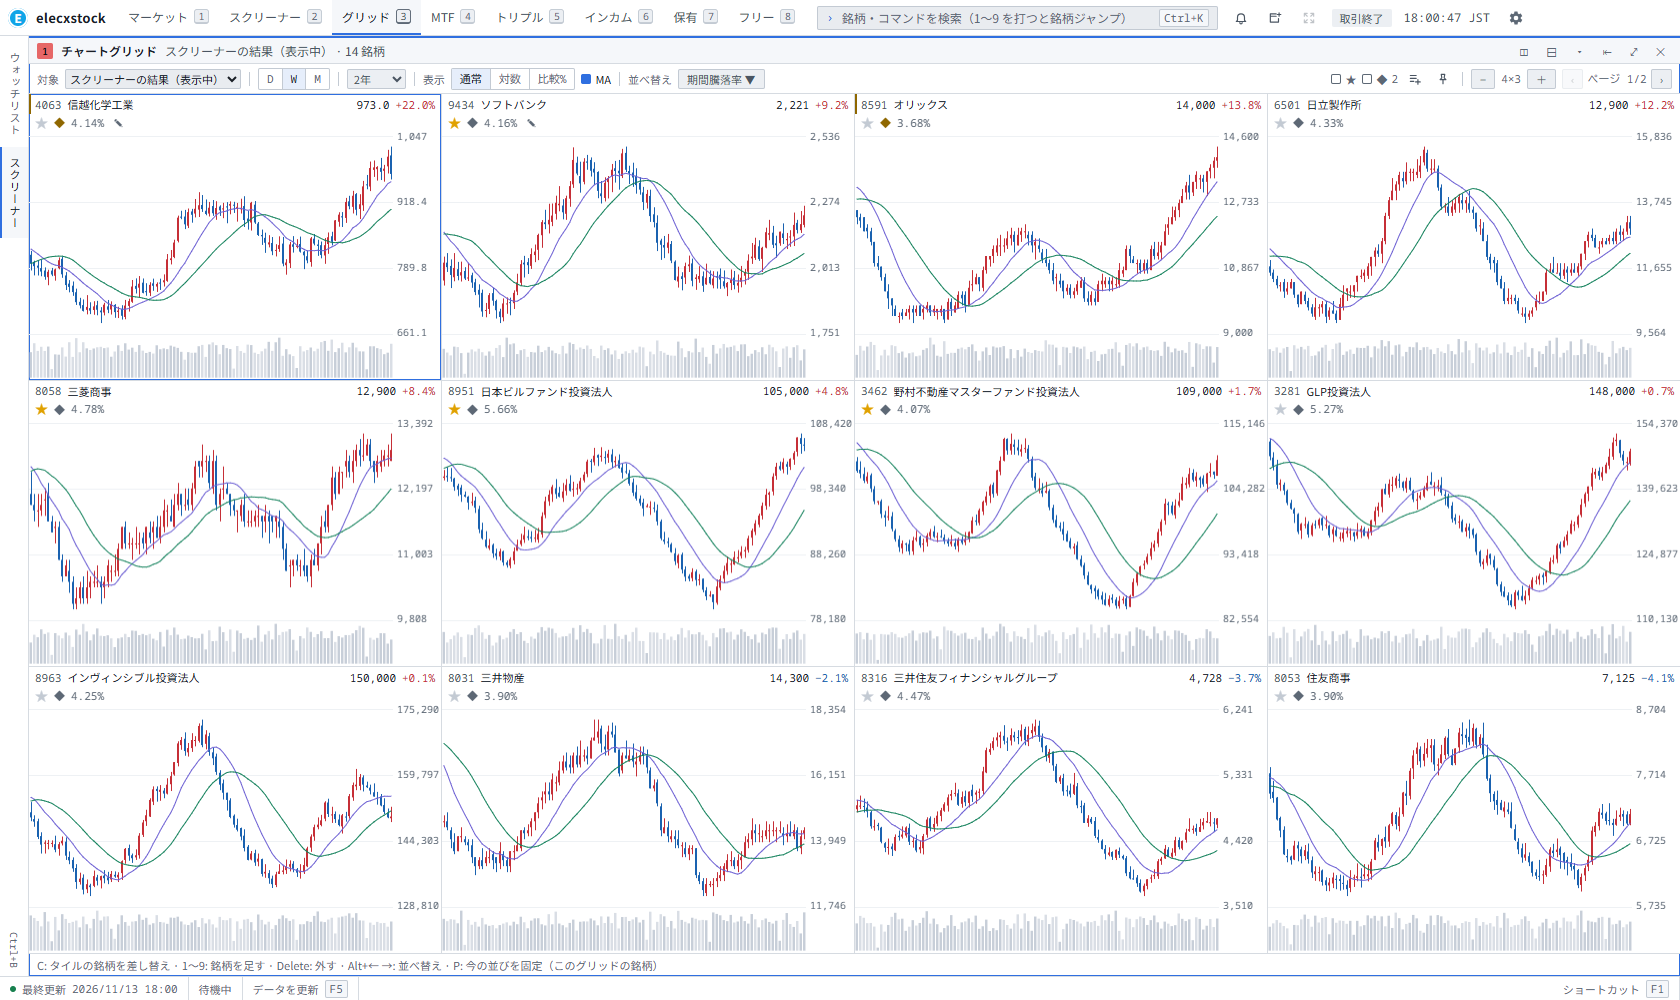 elecxstock マーケット 1 スクリーナー 2 グリッド 3 MTF 4 トリプル 5 インカム 6 保有 7 フリー 8 › 銘柄・コマンドを検索（1〜9 を打つと銘柄ジャンプ） Ctrl+K 取引終了 18:00:47 JST
ウォッチリスト
スクリーナー
Ctrl+B
1 チャートグリッド スクリーナーの結果（表示中）・14 銘柄
対象 スクリーナーの結果（表示中） D W M 2年 表示 通常 対数 比較% MA 並べ替え 期間騰落率 ▼ ★ ◆ 2 − 4×3 + ‹ ページ 1/2 ›
4063 信越化学工業 973.0 +22.0%
★ ◆ 4.14%
1,047
918.4
789.8
661.1
9434 ソフトバンク 2,221 +9.2%
★ ◆ 4.16%
2,536
2,274
2,013
1,751
8591 オリックス 14,000 +13.8%
★ ◆ 3.68%
14,600
12,733
10,867
9,000
6501 日立製作所 12,900 +12.2%
★ ◆ 4.33%
15,836
13,745
11,655
9,564
8058 三菱商事 12,900 +8.4%
★ ◆ 4.78%
13,392
12,197
11,003
9,808
8951 日本ビルファンド投資法人 105,000 +4.8%
★ ◆ 5.66%
108,420
98,340
88,260
78,180
3462 野村不動産マスターファンド投資法人 109,000 +1.7%
★ ◆ 4.07%
115,146
104,282
93,418
82,554
3281 GLP投資法人 148,000 +0.7%
★ ◆ 5.27%
154,370
139,623
124,877
110,130
8963 インヴィンシブル投資法人 150,000 +0.1%
★ ◆ 4.25%
175,290
159,797
144,303
128,810
8031 三井物産 14,300 −2.1%
★ ◆ 3.90%
18,354
16,151
13,949
11,746
8316 三井住友フィナンシャルグループ 4,728 −3.7%
★ ◆ 4.47%
6,241
5,331
4,420
3,510
8053 住友商事 7,125 −4.1%
★ ◆ 3.90%
8,704
7,714
6,725
5,735
C: タイルの銘柄を差し替え・1〜9: 銘柄を足す・Delete: 外す・Alt+← →: 並べ替え・P: 今の並びを固定（このグリッドの銘柄）
最終更新 2026/11/13 18:00 待機中 データを更新 F5 ショートカット F1